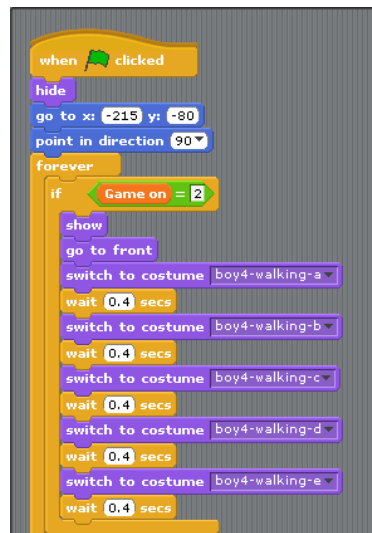 when clicked
hide
go to x: -215 y: -80
point in direction 90
forever
if Game on = 2
show
go to front
switch to costume boy4-walking-a
wait 0.4 secs
switch to costume boy4-walking-b
wait 0.4 secs
switch to costume boy4-walking-c
wait 0.4 secs
switch to costume boy4-walking-d
wait 0.4 secs
switch to costume boy4-walking-e
wait 0.4 secs